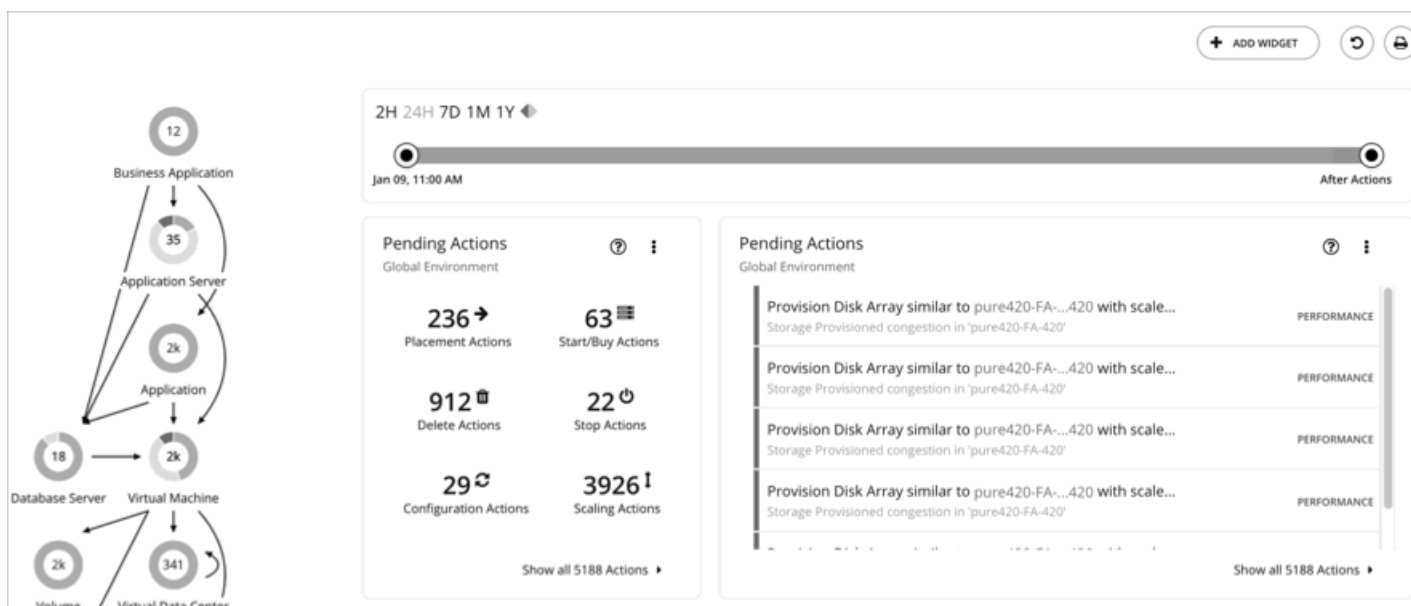 ADD WIDGET
12
Business Application
35
Application Server
2k
Application
18
2k
Database Server
Virtual Machine
2k
341
Volume
Virtual Data Center
2H 24H 7D 1M 1Y
Jan 09, 11:00 AM
After Actions
Pending Actions
Global Environment
236
Placement Actions
63
Start/Buy Actions
912
Delete Actions
22
Stop Actions
29
Configuration Actions
3926
Scaling Actions
Show all 5188 Actions
Pending Actions
Global Environment
Provision Disk Array similar to pure420-FA-...420 with scale...
Storage Provisioned congestion in 'pure420-FA-420'
PERFORMANCE
Provision Disk Array similar to pure420-FA-...420 with scale...
Storage Provisioned congestion in 'pure420-FA-420'
PERFORMANCE
Provision Disk Array similar to pure420-FA-...420 with scale...
Storage Provisioned congestion in 'pure420-FA-420'
PERFORMANCE
Provision Disk Array similar to pure420-FA-...420 with scale...
Storage Provisioned congestion in 'pure420-FA-420'
PERFORMANCE
Show all 5188 Actions